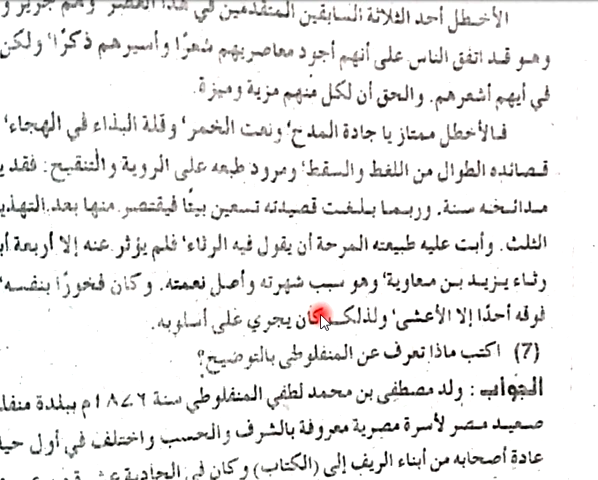 الأخطل أحد الثلاثة السابقين المتقدمين في هذا العصر وهم جرير و
وهو قد اتفق الناس على أنهم أجود معاصريهم شعرًا وأسيرهم ذكرًا، ولكن
في أيهم أشعرهم. والحق أن لكل منهم مزية وميزة.
فالأخطل ممتاز يا جادة المدح، ونعت الخمر، وقلة البذاء في الهجاء،
قصائده الطوال من اللغط والسقط، ومرود طبعه على الروية والتنقيح: فقد
مدائحه سنة. وربما بلغت قصيدته تسعين بيتًا فيقتصر منها بعد التهذيب
الثلث. وأبت عليه طبيعته المرحة أن يقول فيه الرثاء، فلم يؤثر عنه إلا أربعة
رثاء يزيد بن معاوية، وهو سبب شهرته وأصل نعمته. وكان فخورًا بنفسه،
فوقه أحدًا إلا الأعشى، ولذلك كان يجري على أسلوبه.
(7) اكتب ماذا تعرف عن المنفلوطي بالتوضيح؟
الجواب : ولد مصطفى بن محمد لطفي المنفلوطي سنة ١٨٧٦م ببلدة
صعيد مصر لأسرة مصرية معروفة بالشرف والحسب واختلف في أول
عادة أصحابه من أبناء الريف إلى (الكتاب) وكان في الحادية